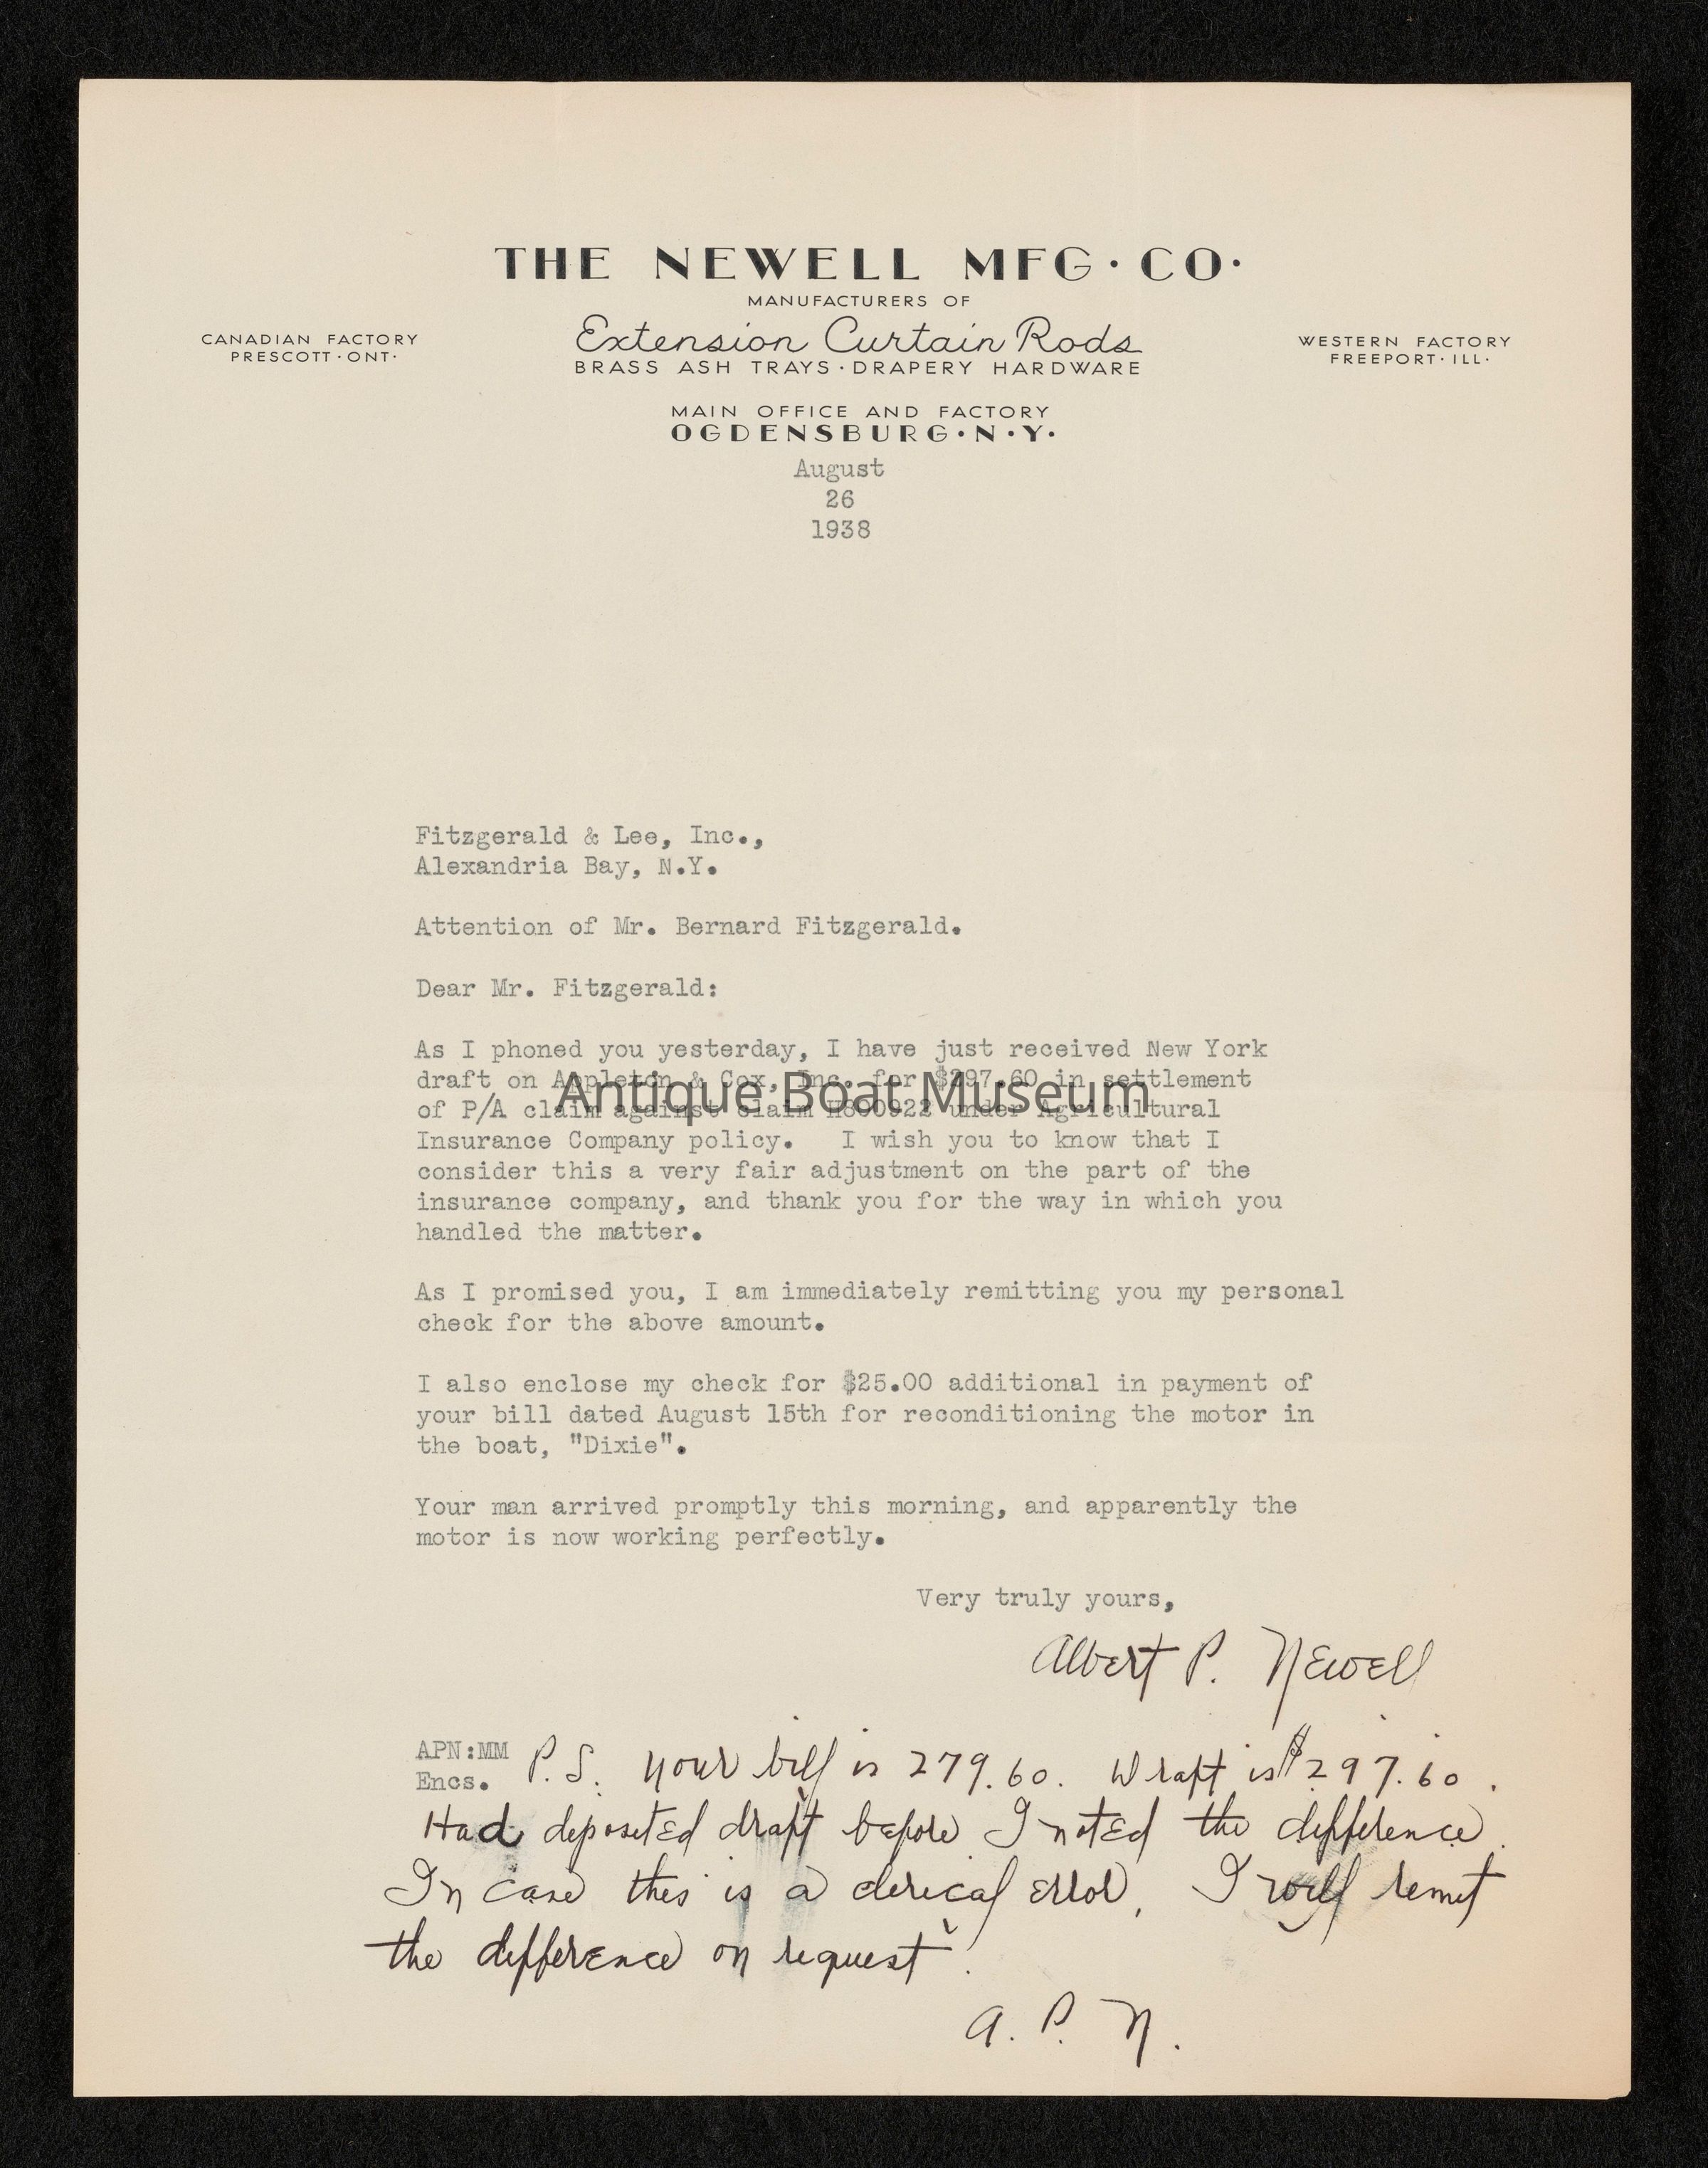 THE NEWELL MFG·CO·
MANUFACTURERS OF
Extension Curtain Rods
BRASS ASH TRAYS·DRAPERY HARDWARE
CANADIAN FACTORY
PRESCOTT·ONT·
WESTERN FACTORY
FREEPORT·ILL·
MAIN OFFICE AND FACTORY
OGDENSBURG·N·Y·
August
26
1938
Fitzgerald & Lee, Inc.,
Alexandria Bay, N.Y.
Attention of Mr. Bernard Fitzgerald.
Dear Mr. Fitzgerald:
As I phoned you yesterday, I have just received New York
draft on Appleton & Cox, Inc. for $297.60 in settlement
of P/A claim against claim H800922 under Agricultural
Antique Boat Museum
Insurance Company policy. I wish you to know that I
consider this a very fair adjustment on the part of the
insurance company, and thank you for the way in which you
handled the matter.
As I promised you, I am immediately remitting you my personal
check for the above amount.
I also enclose my check for $25.00 additional in payment of
your bill dated August 15th for reconditioning the motor in
the boat, "Dixie".
Your man arrived promptly this morning, and apparently the
motor is now working perfectly.
Very truly yours,
Albert P. Newell
APN:MM
Encs.
P.S. Your bill is 279.60. Draft is $297.60.
Had deposited draft before I noted the difference.
In case this is a clerical error, I will remit
the difference on request.
A. P. N.